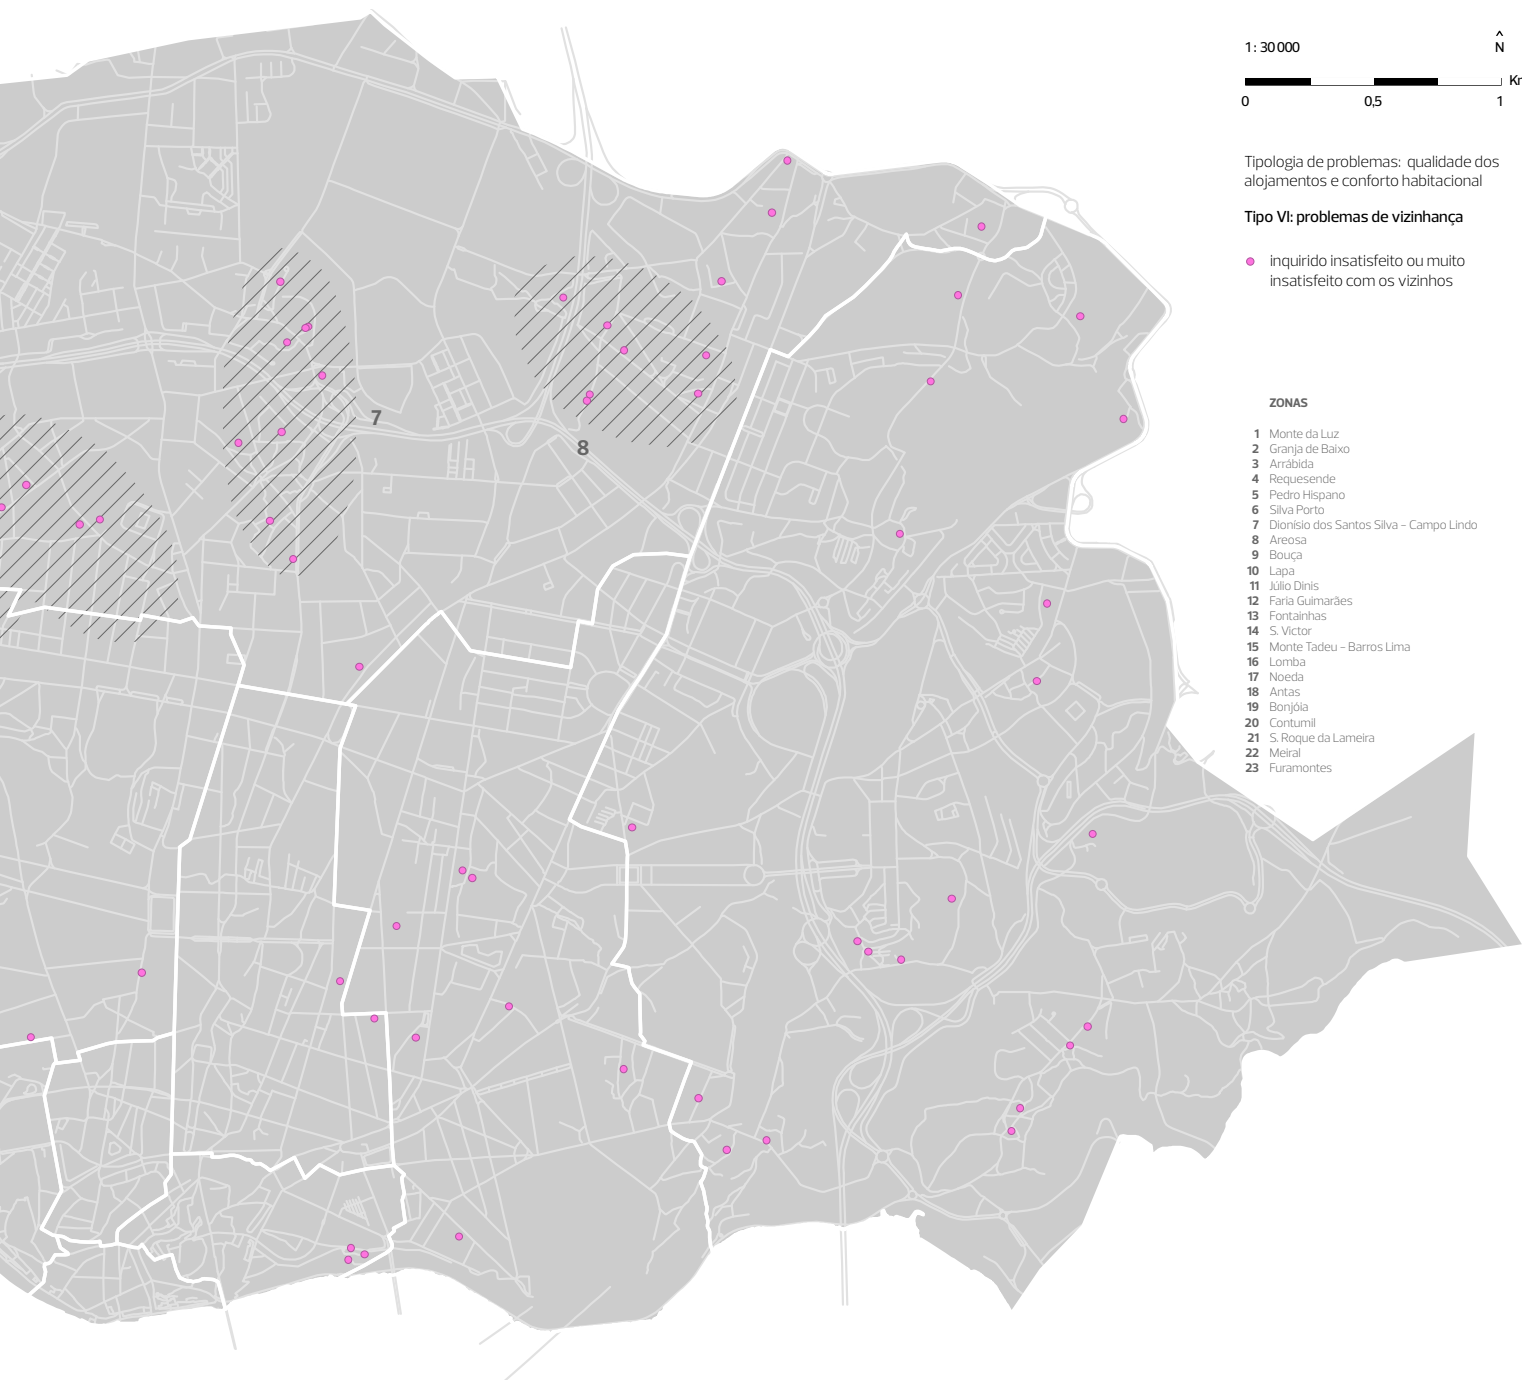 1 : 30 000
^
N
Km
0
0,5
1
Tipologia de problemas: qualidade dos
alojamentos e conforto habitacional
Tipo VI: problemas de vizinhança
inquirido insatisfeito ou muito
insatisfeito com os vizinhos
ZONAS
1 Monte da Luz
2 Granja de Baixo
3 Arrábida
4 Requesende
5 Pedro Hispano
6 Silva Porto
7 Dionísio dos Santos Silva – Campo Lindo
8 Areosa
9 Bouça
10 Lapa
11 Júlio Dinis
12 Faria Guimarães
13 Fontainhas
14 S. Victor
15 Monte Tadeu – Barros Lima
16 Lomba
17 Noeda
18 Antas
19 Bonjóia
20 Contumil
21 S. Roque da Lameira
22 Meiral
23 Furamontes
7
8